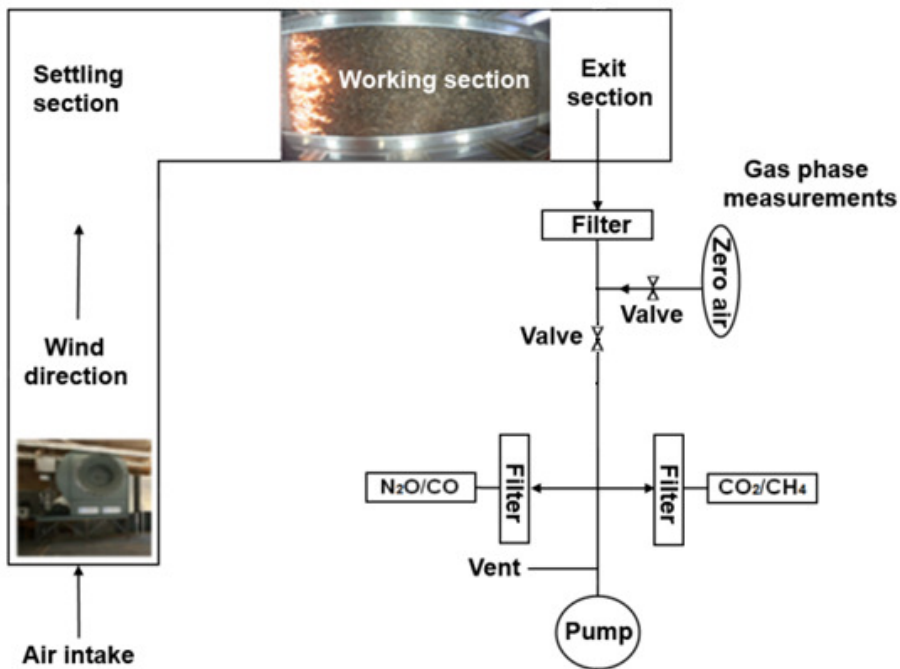 Settling
section
Working section
Exit
section
Gas phase
measurements
Filter
Zero air
Valve
Valve
Wind
direction
N₂O/CO
Filter
Filter
CO₂/CH₄
Vent
Pump
Air intake